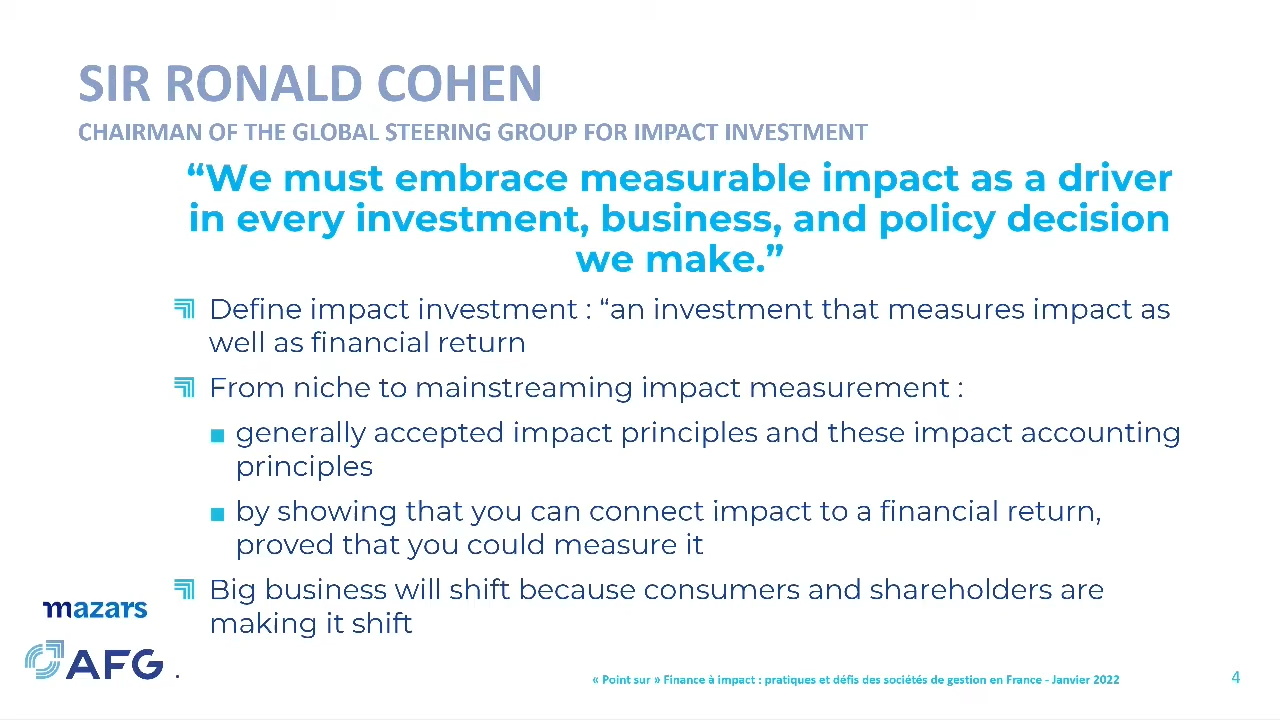 SIR RONALD COHEN
CHAIRMAN OF THE GLOBAL STEERING GROUP FOR IMPACT INVESTMENT
“We must embrace measurable impact as a driver
in every investment, business, and policy decision
we make.”
Define impact investment : “an investment that measures impact as
well as financial return
From niche to mainstreaming impact measurement :
generally accepted impact principles and these impact accounting
principles
by showing that you can connect impact to a financial return,
proved that you could measure it
Big business will shift because consumers and shareholders are
making it shift
mazars
AFG .
« Point sur » Finance à impact : pratiques et défis des sociétés de gestion en France - Janvier 2022
4